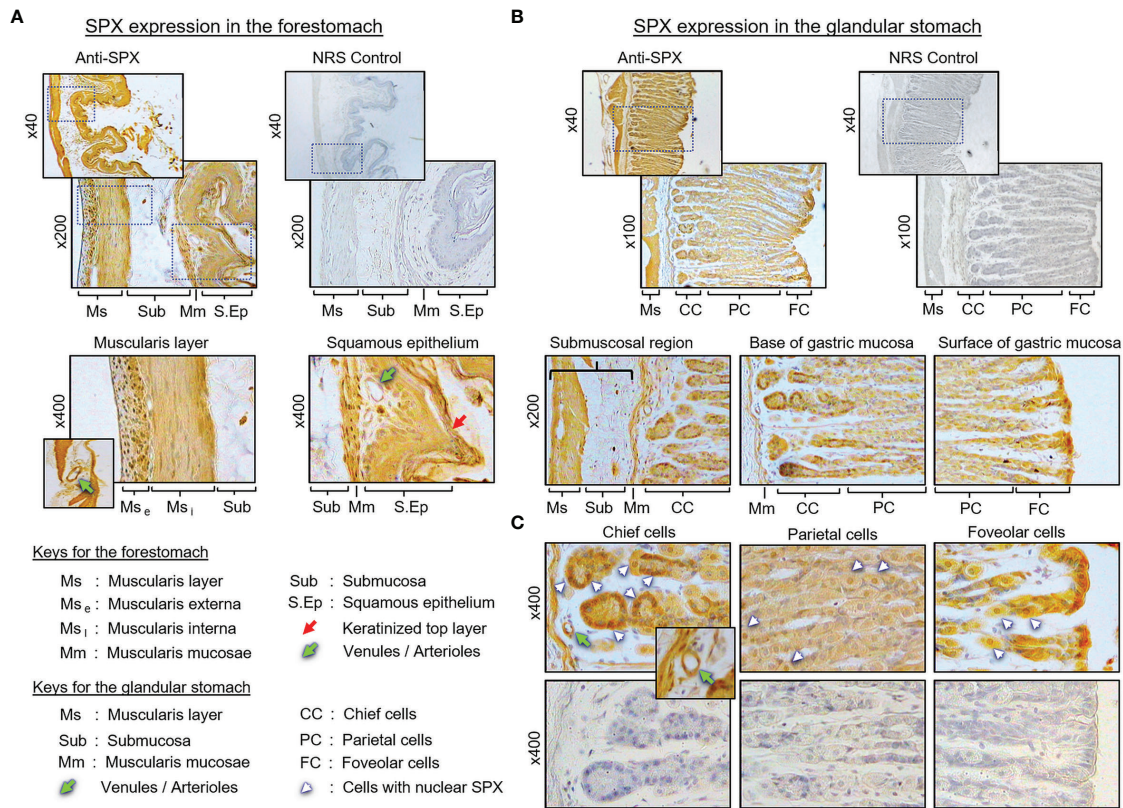 A
SPX expression in the forestomach
Anti-SPX
NRS Control
x40
x200
Ms Sub Mm S.Ep
Ms Sub Mm S.Ep
Muscularis layer
Squamous epithelium
x400
x400
Mse Msi Sub
Sub Mm S.Ep
Keys for the forestomach
Ms : Muscularis layer
Ms e : Muscularis externa
Ms I : Muscularis interna
Mm : Muscularis mucosae
Sub : Submucosa
S.Ep : Squamous epithelium
Keratinized top layer
: Venules / Arterioles
Keys for the glandular stomach
Ms : Muscularis layer
Sub : Submucosa
Mm : Muscularis mucosae
Venules / Arterioles
CC : Chief cells
PC : Parietal cells
FC : Foveolar cells
: Cells with nuclear SPX
B
SPX expression in the glandular stomach
Anti-SPX
NRS Control
x40
x40
x100
x100
Ms CC PC FC
Ms CC PC FC
Submucosal region
Base of gastric mucosa
Surface of gastric mucosa
x200
Ms Sub Mm CC
Mm CC PC
PC FC
C
Chief cells
Parietal cells
Foveolar cells
x400
x400